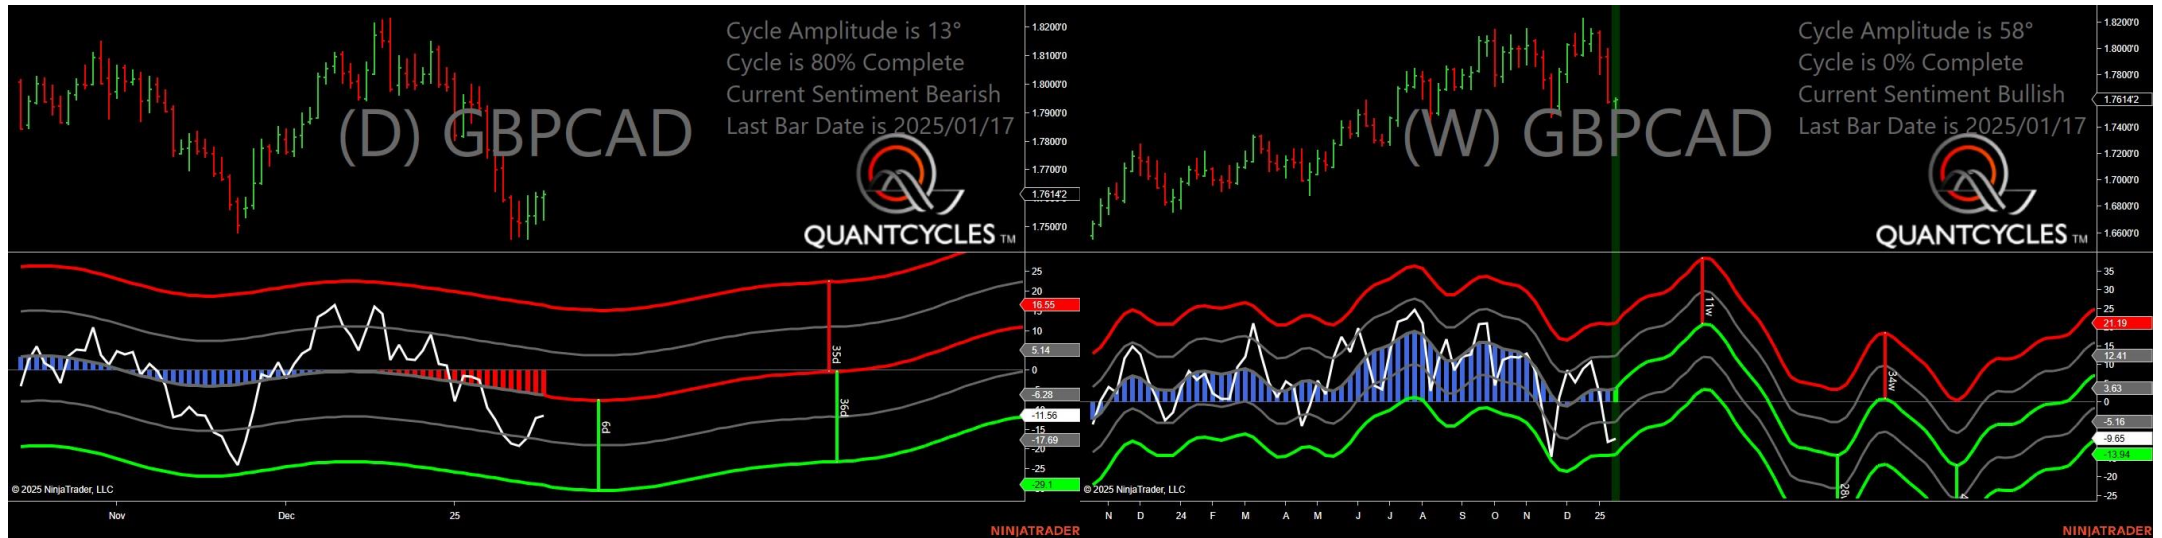 Cycle Amplitude is 13°
Cycle is 80% Complete
Current Sentiment Bearish
Last Bar Date is 2025/01/17
(D) GBPCAD
QUANTCYCLES TM
1.8200'0
1.8100'0
1.8000'0
1.7900'0
1.7800'0
1.7700'0
1.7614'2
1.7500'0
25
20
16.55
10
5.14
0
-6.28
-11.56
-15
-17.69
-20
-25
-29.1
35d
36d
6d
© 2025 NinjaTrader, LLC
Nov
Dec
25
NINJATRADER
Cycle Amplitude is 58°
Cycle is 0% Complete
Current Sentiment Bullish
Last Bar Date is 2025/01/17
(W) GBPCAD
QUANTCYCLES TM
1.8200'0
1.8000'0
1.7800'0
1.7614'2
1.7400'0
1.7200'0
1.7000'0
1.6800'0
1.6600'0
35
30
25
21.19
15
12.41
10
3.63
0
-5.16
-9.65
-13.94
-20
-25
11w
34w
© 2025 NinjaTrader, LLC
N D 24 F M A M J J A S O N D 25
NINJATRADER